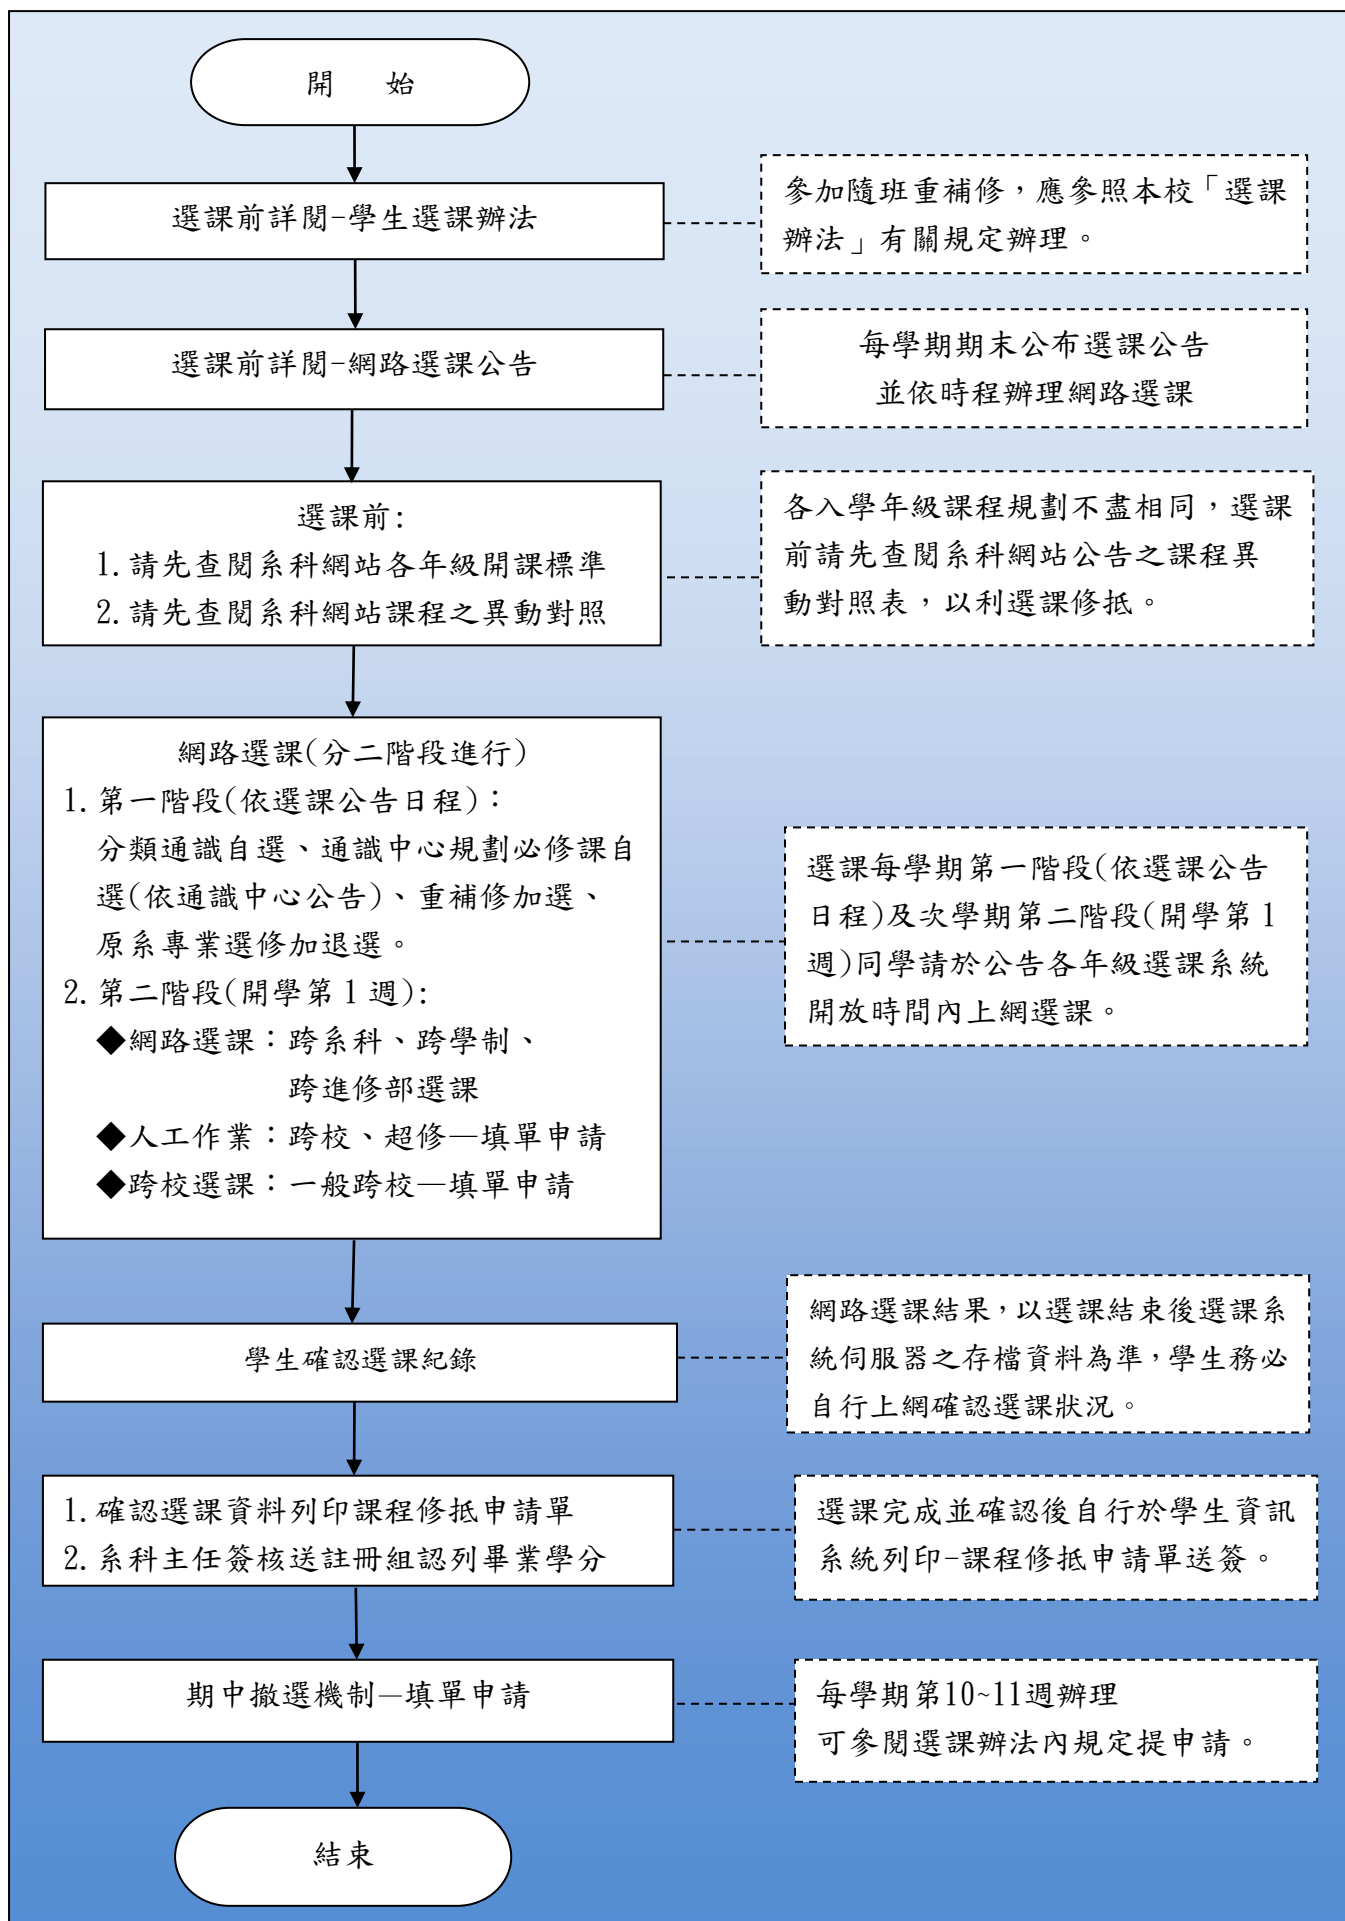 開　始
選課前詳閱-學生選課辦法
參加隨班重補修，應參照本校「選課
辦法」有關規定辦理。
選課前詳閱-網路選課公告
每學期期末公布選課公告
並依時程辦理網路選課
選課前:
1.請先查閱系科網站各年級開課標準
2.請先查閱系科網站課程之異動對照
各入學年級課程規劃不盡相同，選課
前請先查閱系科網站公告之課程異
動對照表，以利選課修抵。
網路選課(分二階段進行)
1.第一階段(依選課公告日程)：
分類通識自選、通識中心規劃必修課自
選(依通識中心公告)、重補修加選、
原系專業選修加退選。
2.第二階段(開學第1週):
◆網路選課：跨系科、跨學制、
跨進修部選課
◆人工作業：跨校、超修—填單申請
◆跨校選課：一般跨校—填單申請
選課每學期第一階段(依選課公告
日程)及次學期第二階段(開學第1
週)同學請於公告各年級選課系統
開放時間內上網選課。
學生確認選課紀錄
網路選課結果，以選課結束後選課系
統伺服器之存檔資料為準，學生務必
自行上網確認選課狀況。
1.確認選課資料列印課程修抵申請單
2.系科主任簽核送註冊組認列畢業學分
選課完成並確認後自行於學生資訊
系統列印-課程修抵申請單送簽。
期中撤選機制—填單申請
每學期第10~11週辦理
可參閱選課辦法內規定提申請。
結束